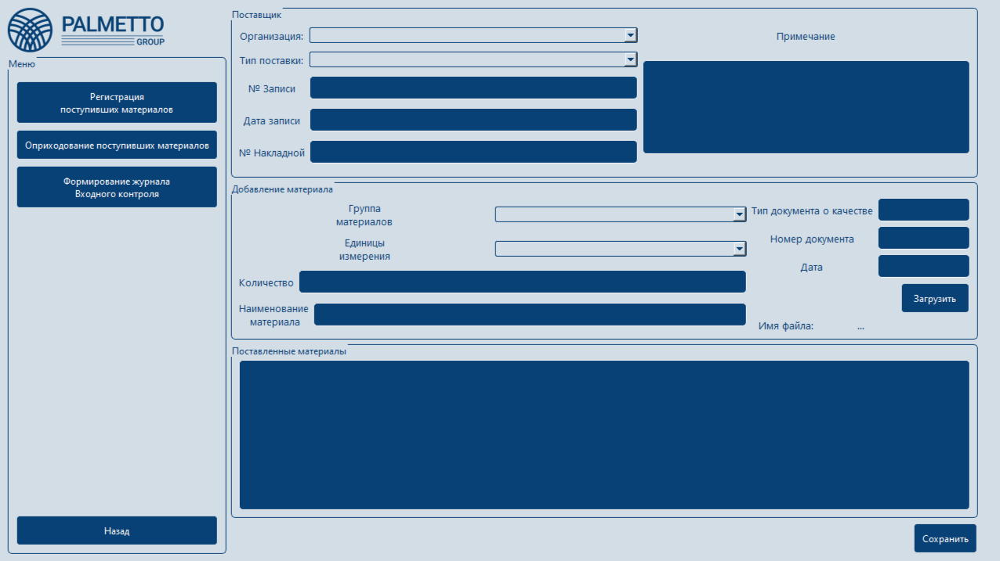 PALMETTO
GROUP
Меню
Регистрация
поступивших материалов
Оприходование поступивших материалов
Формирование журнала
Входного контроля
Назад
Поставщик
Организация:
Тип поставки:
№ Записи
Дата записи
№ Накладной
Примечание
Добавление материала
Группа
материалов
Единицы
измерения
Количество
Наименование
материала
Тип документа о качестве
Номер документа
Дата
Загрузить
Имя файла: ...
Поставленные материалы
Сохранить